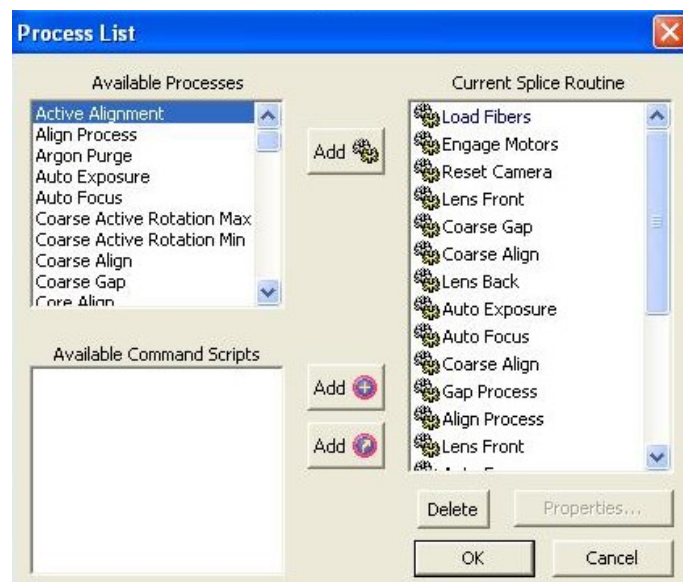 Process List
Available Processes
Active Alignment
Align Process
Argon Purge
Auto Exposure
Auto Focus
Coarse Active Rotation Max
Coarse Active Rotation Min
Coarse Align
Coarse Gap
Core Align
Add
Available Command Scripts
Add
Add
Current Splice Routine
Load Fibers
Engage Motors
Reset Camera
Lens Front
Coarse Gap
Coarse Align
Lens Back
Auto Exposure
Auto Focus
Coarse Align
Gap Process
Align Process
Lens Front
Delete
Properties...
OK
Cancel